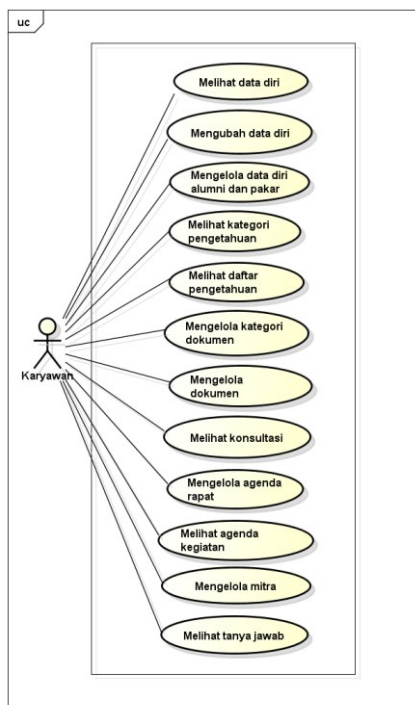 uc
Melihat data diri
Mengubah data diri
Mengelola data diri
alumni dan pakar
Melihat kategori
pengetahuan
Melihat daftar
pengetahuan
Mengelola kategori
dokumen
Karyawan
Mengelola
dokumen
Melihat konsultasi
Mengelola agenda
rapat
Melihat agenda
kegiatan
Mengelola mitra
Melihat tanya jawab